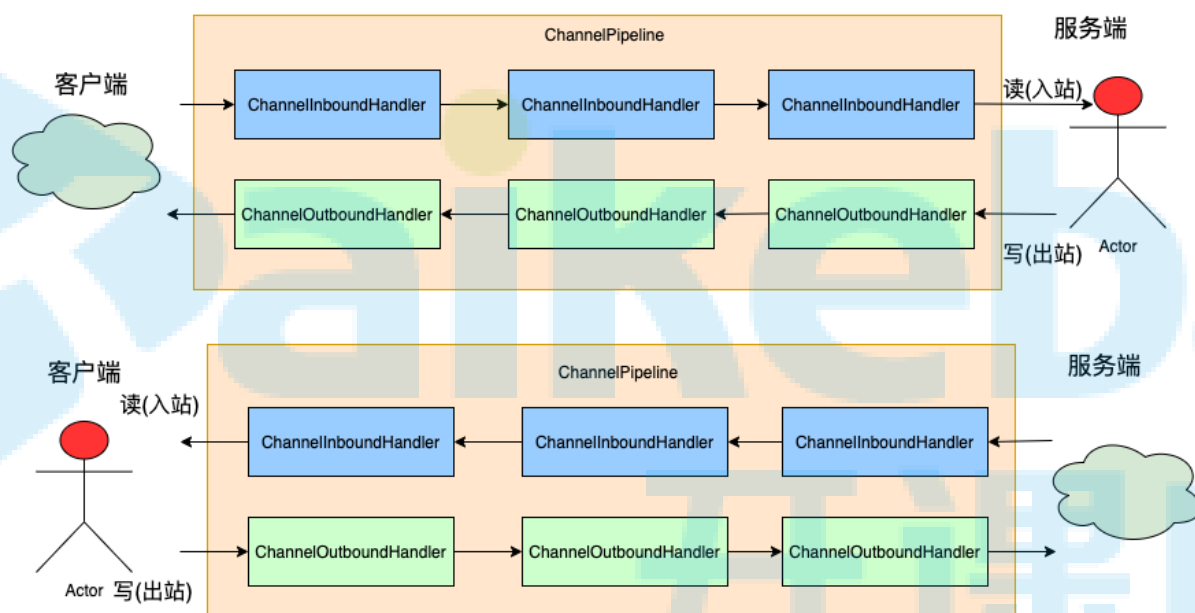 ChannelPipeline
服务端
客户端
ChannelInboundHandler
ChannelInboundHandler
ChannelInboundHandler
读(入站)
ChannelOutboundHandler
ChannelOutboundHandler
ChannelOutboundHandler
写(出站)
Actor
客户端
ChannelPipeline
服务端
读(入站)
ChannelInboundHandler
ChannelInboundHandler
ChannelInboundHandler
ChannelOutboundHandler
ChannelOutboundHandler
ChannelOutboundHandler
Actor
写(出站)
aikeb